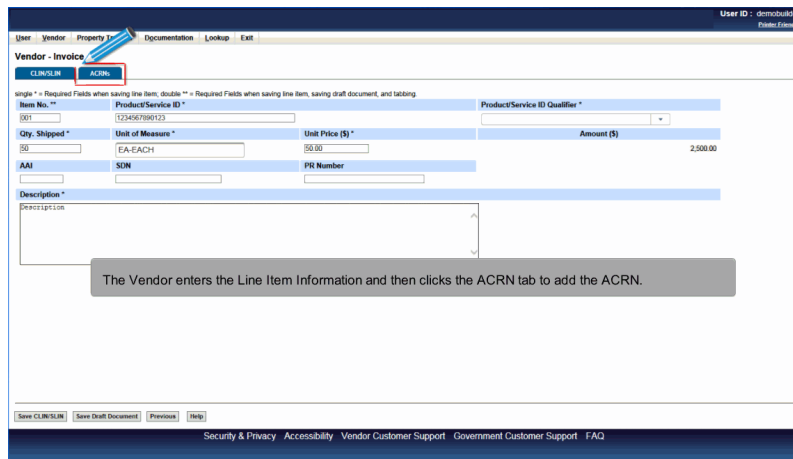 User ID : demobuild
Printer Frien
User Vendor Property Documentation Lookup Exit
Vendor - Invoice
CLIN/SLIN ACRNs
single * = Required Fields when saving line item; double ** = Required Fields when saving line item, saving draft document, and tabbing.
Item No. ** Product/Service ID * Product/Service ID Qualifier *
001 1234567890123
Qty. Shipped * Unit of Measure * Unit Price ($) * Amount ($)
50 EA-EACH 50.00 2,500.00
AAI SDN PR Number
Description *
Description
The Vendor enters the Line Item Information and then clicks the ACRN tab to add the ACRN.
Save CLIN/SLIN Save Draft Document Previous Help
Security & Privacy Accessibility Vendor Customer Support Government Customer Support FAQ